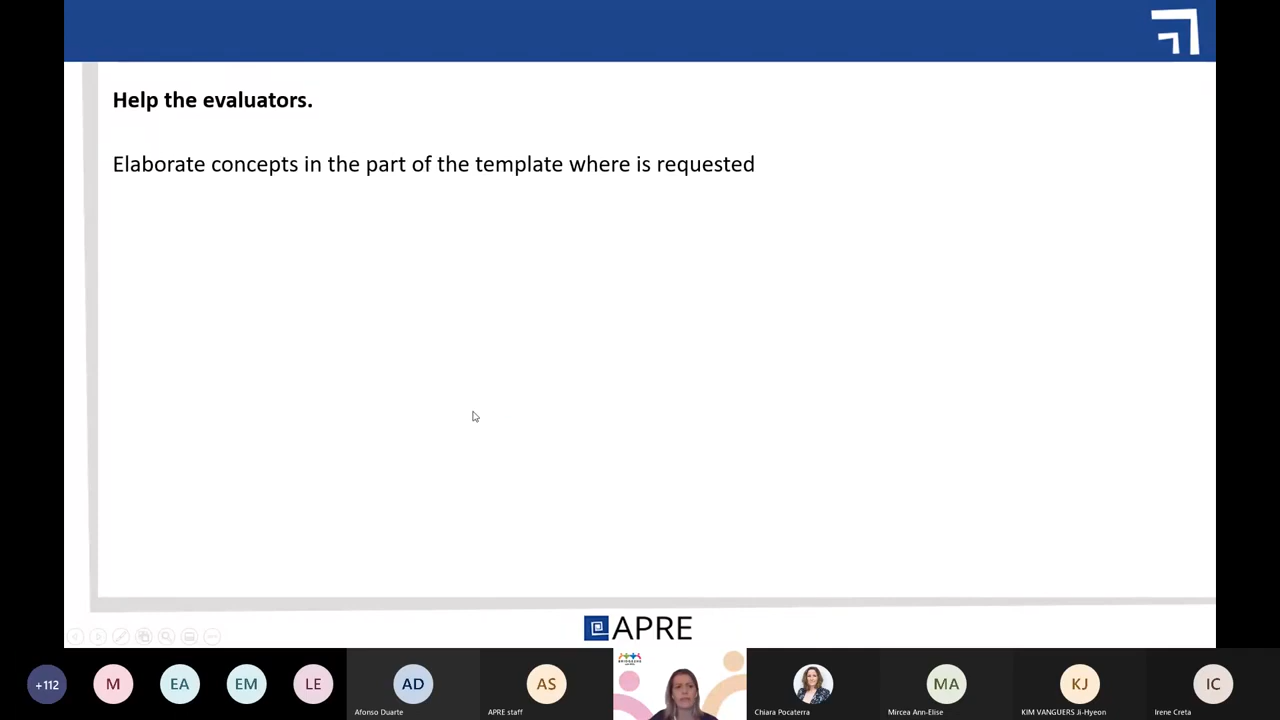 Help the evaluators.
Elaborate concepts in the part of the template where is requested
APRE
+112
M
EA
EM
LE
AD
Afonso Duarte
AS
APRE staff
Chiara Pocaterra
MA
Mircea Ann-Elise
KJ
KIM VANGUERS Ji-Hyeon
IC
Irene Creta